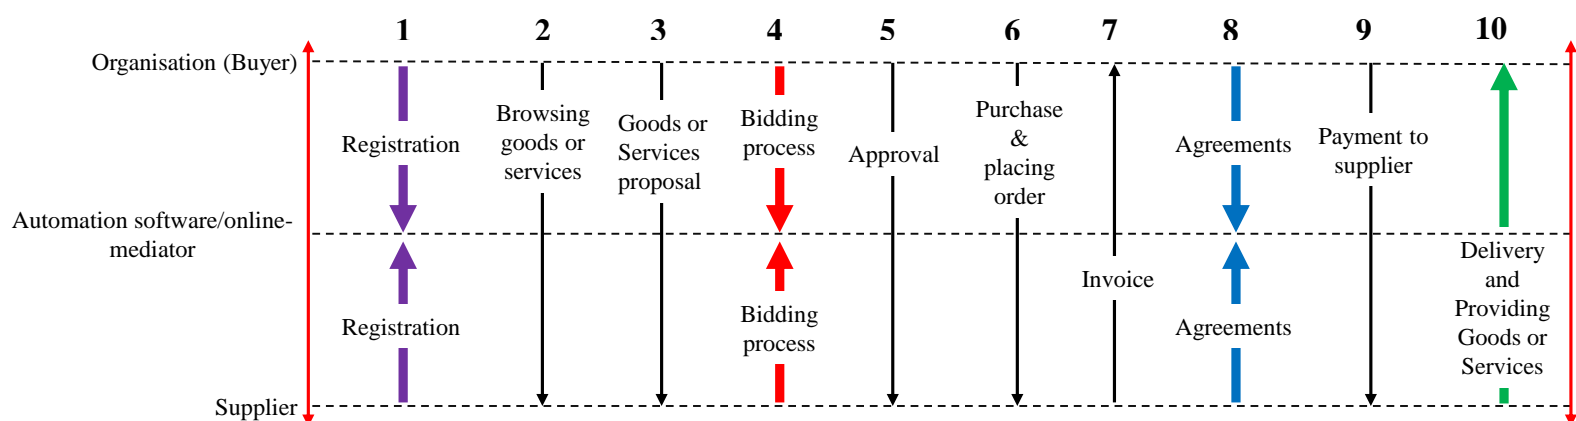 1 2 3 4 5 6 7 8 9 10
Organisation (Buyer)
Registration
Browsing
goods or
services
Goods or
Services
proposal
Bidding
process
Approval
Purchase
&
placing
order
Agreements
Payment to
supplier
Automation software/online-
mediator
Registration
Bidding
process
Invoice
Agreements
Delivery
and
Providing
Goods or
Services
Supplier